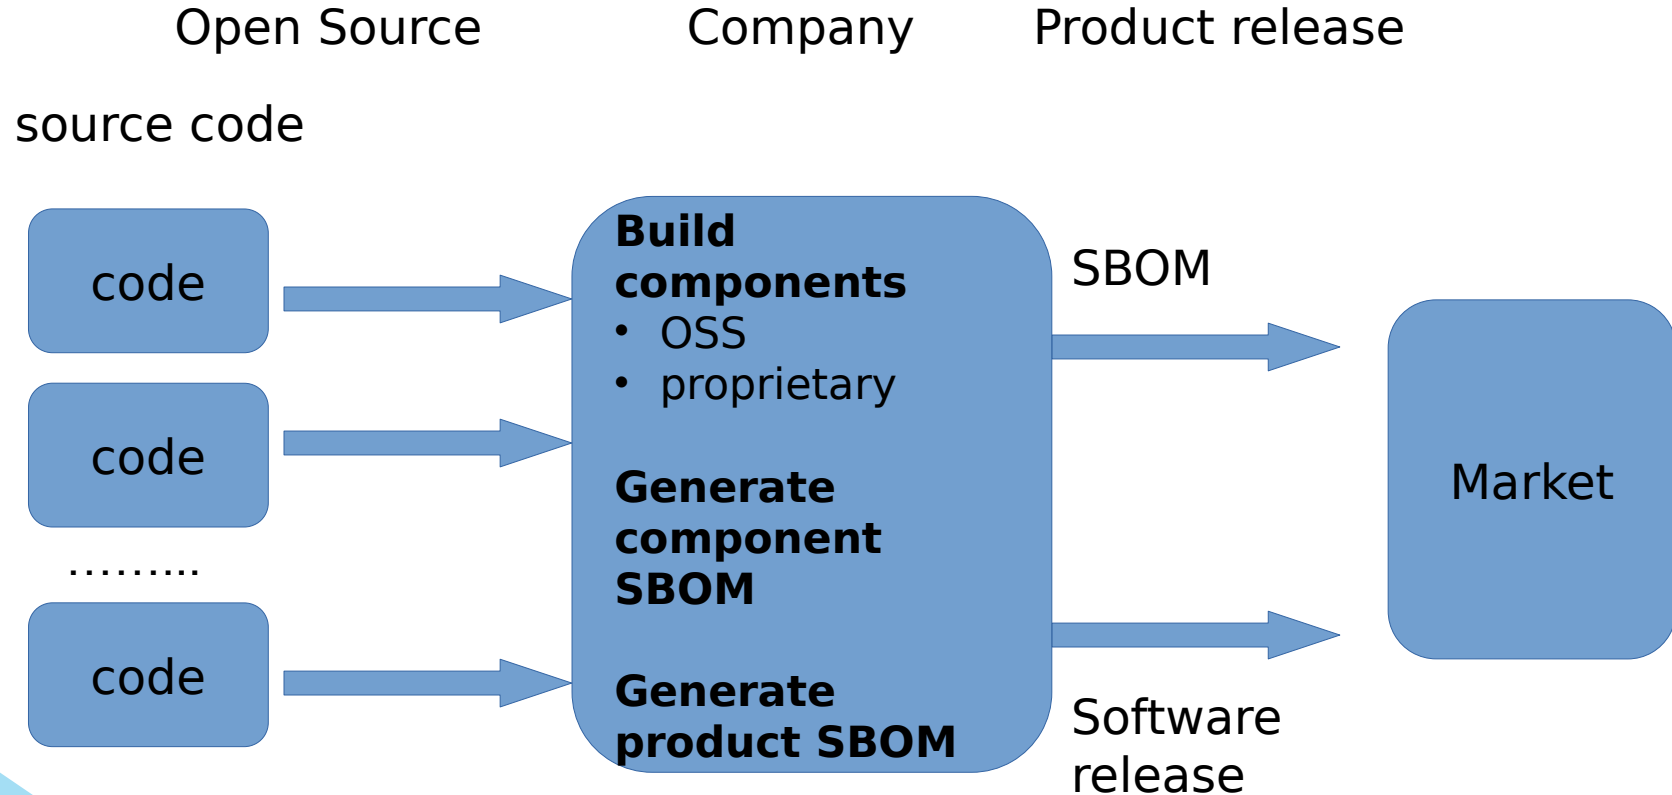 Open Source
Company
Product release
source code
code
code
………...
code
Build
components
• OSS
• proprietary
Generate
component
SBOM
Generate
product SBOM
SBOM
Software
release
Market